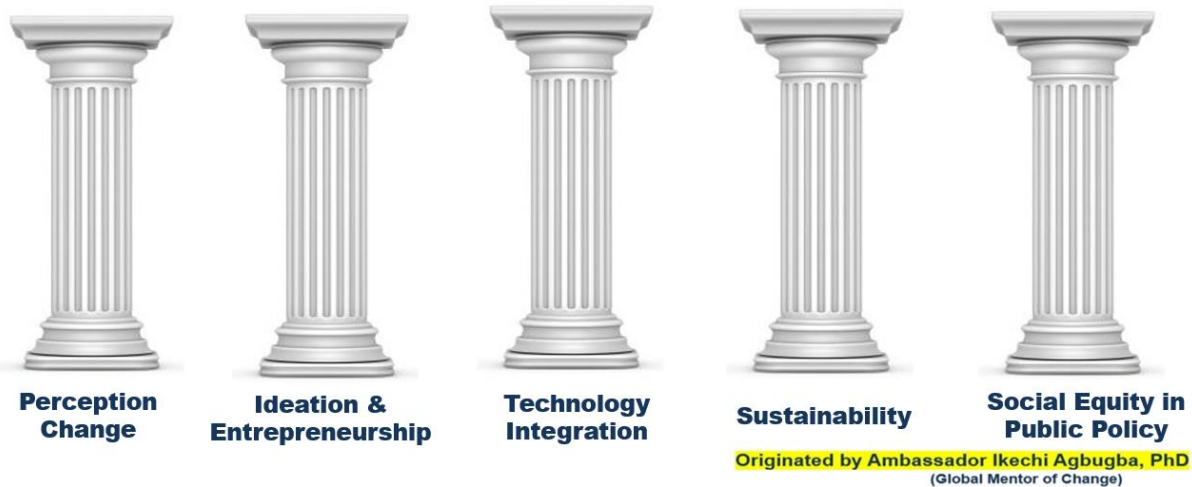 Perception
Change
Ideation &
Entrepreneurship
Technology
Integration
Sustainability
Social Equity in
Public Policy
Originated by Ambassador Ikechi Agbugba, PhD
(Global Mentor of Change)